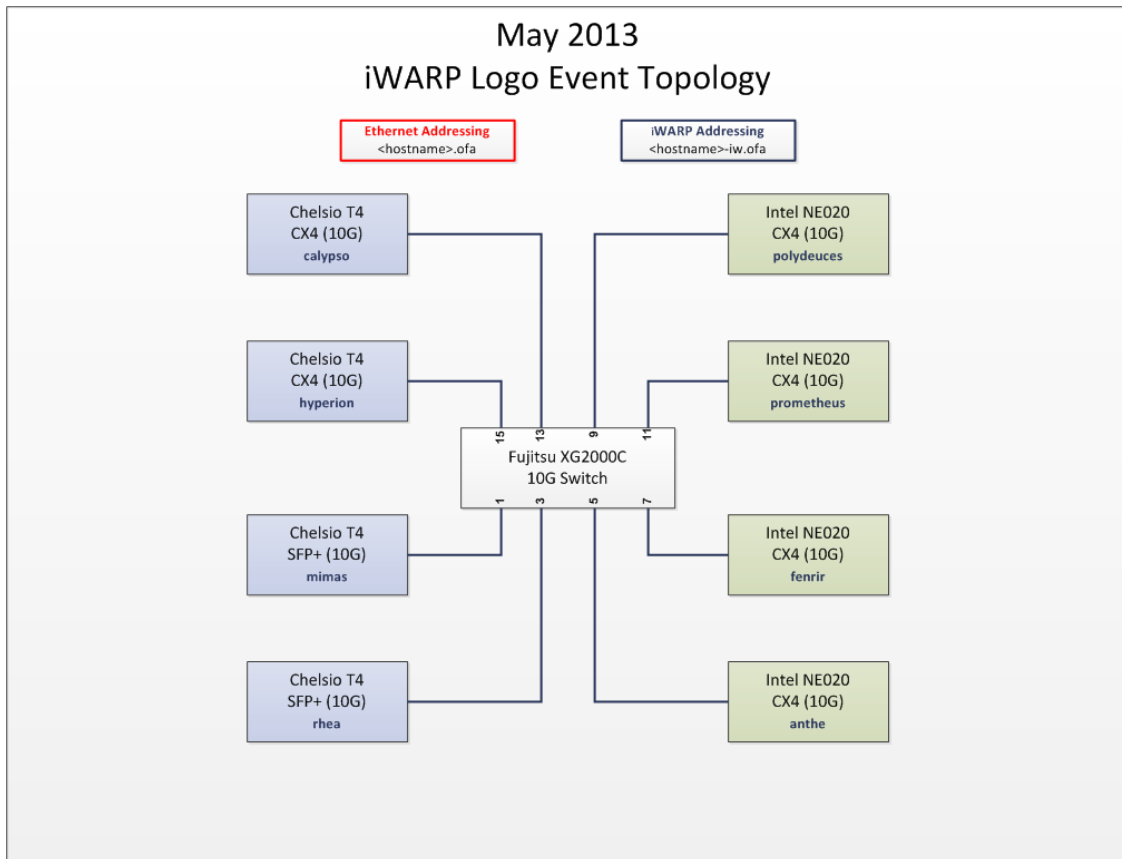 May 2013
iWARP Logo Event Topology
Ethernet Addressing
<hostname>.ofa
iWARP Addressing
<hostname>-iw.ofa
Chelsio T4
CX4 (10G)
calypso
Intel NE020
CX4 (10G)
polydeuces
Chelsio T4
CX4 (10G)
hyperion
Intel NE020
CX4 (10G)
prometheus
15
13
9
11
Fujitsu XG2000C
10G Switch
1
3
5
7
Chelsio T4
SFP+ (10G)
mimas
Intel NE020
CX4 (10G)
fenrir
Chelsio T4
SFP+ (10G)
rhea
Intel NE020
CX4 (10G)
anthe